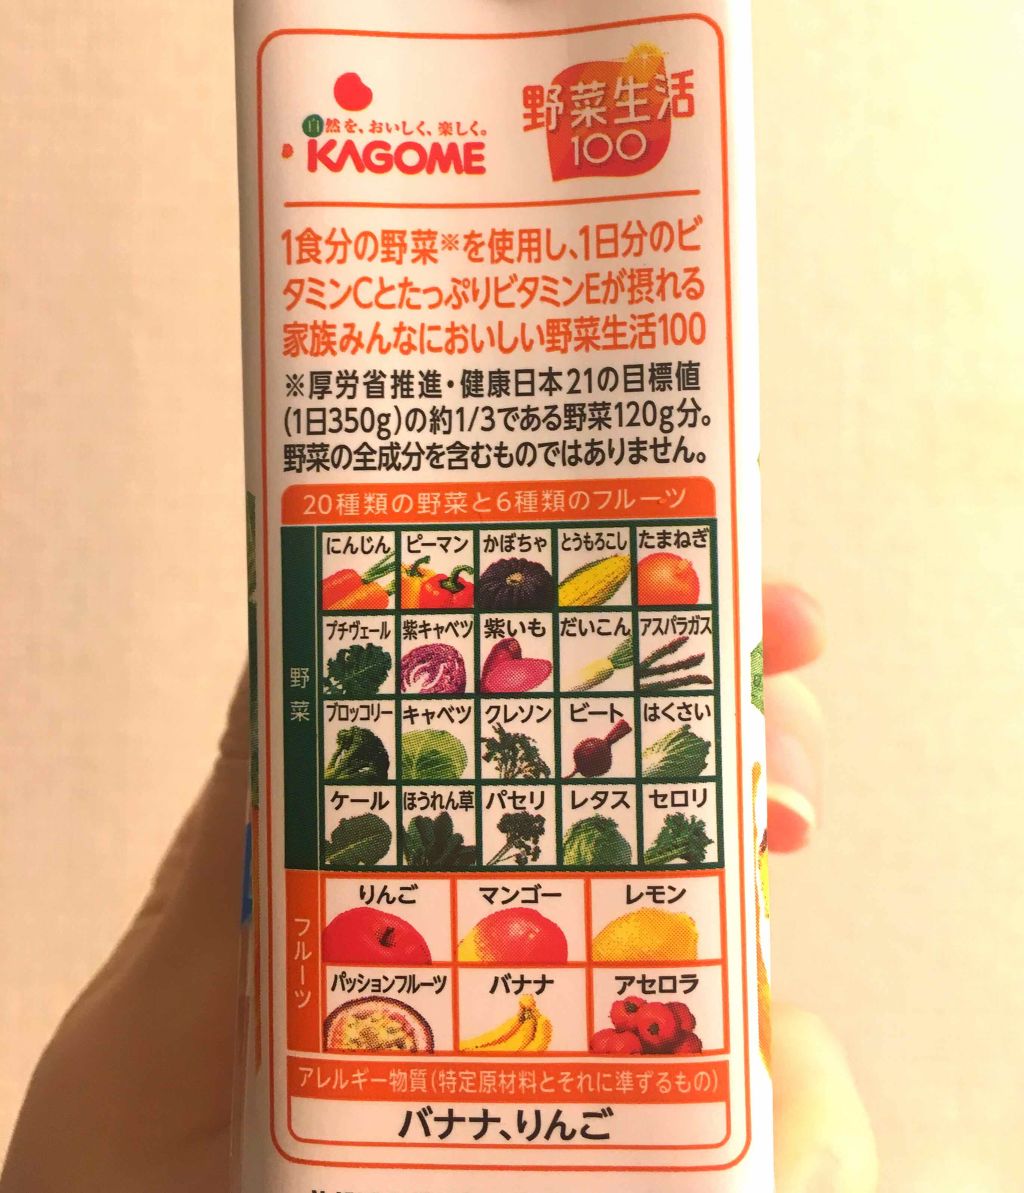 自然を、おいしく、楽しく。
KAGOME
野菜生活
100
1食分の野菜※を使用し、1日分のビ
タミンCとたっぷりビタミンEが摂れる
家族みんなにおいしい野菜生活100
※厚労省推進・健康日本21の目標値
(1日350g)の約1/3である野菜120g分。
野菜の全成分を含むものではありません。
20種類の野菜と6種類のフルーツ
野菜
にんじん ピーマン かぼちゃ とうもろこし たまねぎ
プチヴェール 紫キャベツ 紫いも だいこん アスパラガス
ブロッコリー キャベツ クレソン ビート はくさい
ケール ほうれん草 パセリ レタス セロリ
フルーツ
りんご マンゴー レモン
パッションフルーツ バナナ アセロラ
アレルギー物質(特定原材料とそれに準ずるもの)
バナナ、りんご